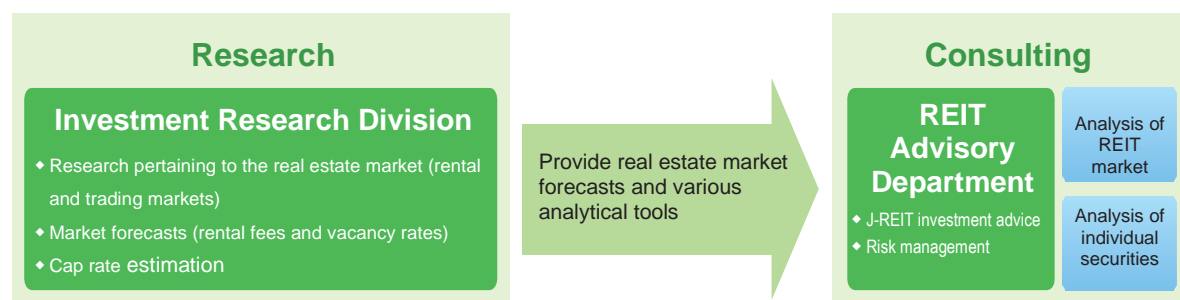 Research
Investment Research Division
◆ Research pertaining to the real estate market (rental
and trading markets)
◆ Market forecasts (rental fees and vacancy rates)
◆ Cap rate estimation
Provide real estate market
forecasts and various
analytical tools
Consulting
REIT
Advisory
Department
◆ J-REIT investment advice
◆ Risk management
Analysis of
REIT
market
Analysis of
individual
securities